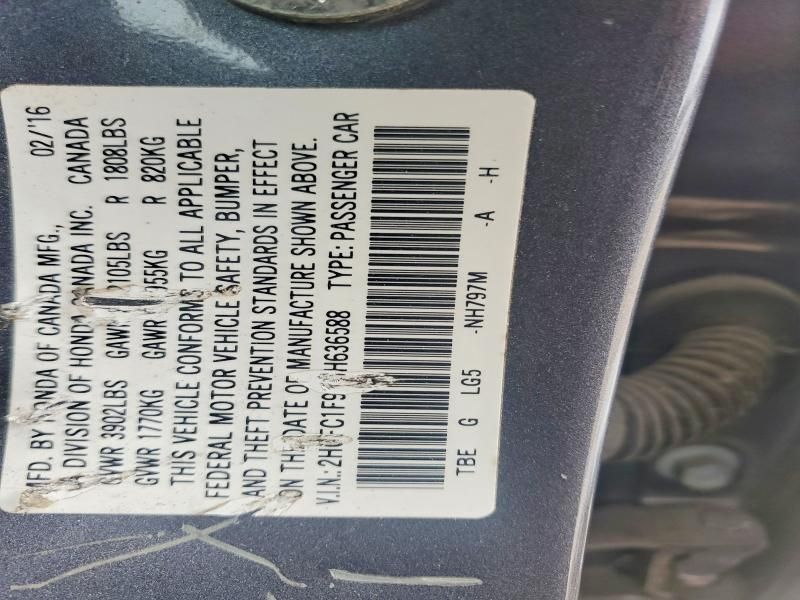 MFD. BY HONDA OF CANADA MFG., 02/'16
A DIVISION OF HONDA CANADA INC. CANADA
GVWR 3902LBS GAWR R 1808LBS
GVWR 1770KG GAWR R 820KG
THIS VEHICLE CONFORMS TO ALL APPLICABLE
FEDERAL MOTOR VEHICLE SAFETY, BUMPER,
AND THEFT PREVENTION STANDARDS IN EFFECT
ON THE DATE OF MANUFACTURE SHOWN ABOVE.
V.I.N.: TYPE: PASSENGER CAR
TBE G LG5 -NH797M -A -H